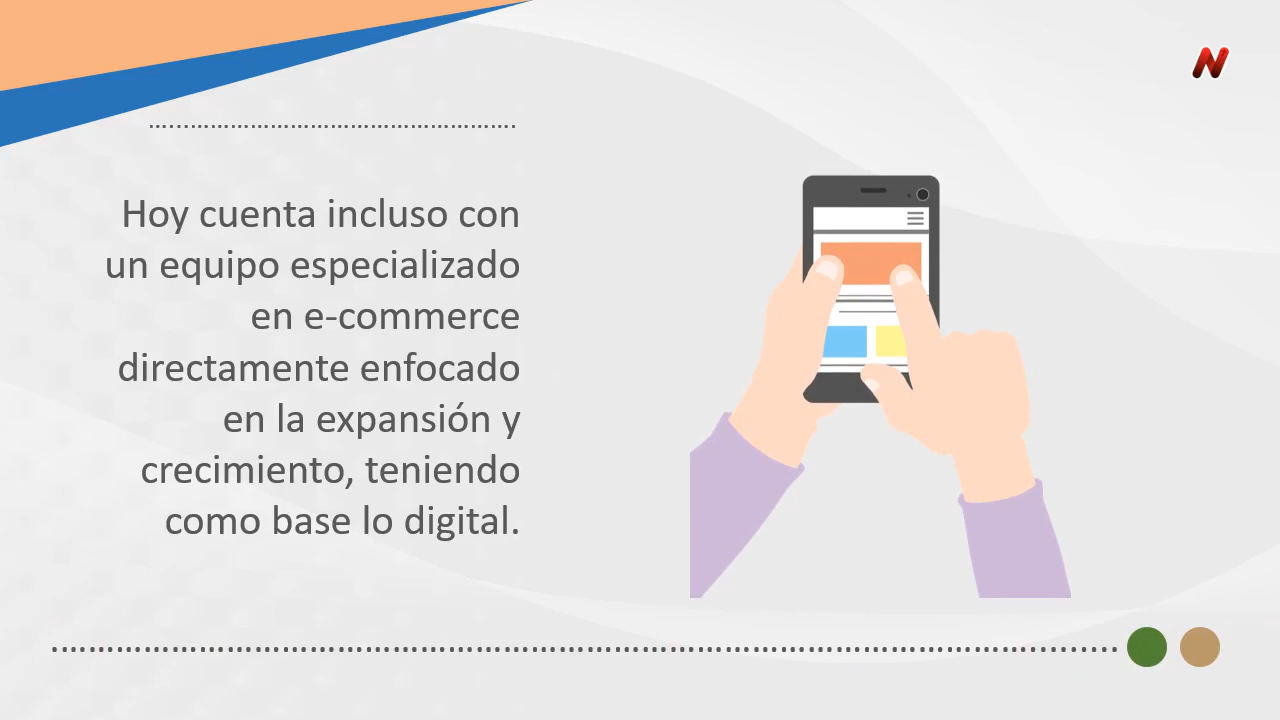 Hoy cuenta incluso con
un equipo especializado
en e-commerce
directamente enfocado
en la expansión y
crecimiento, teniendo
como base lo digital.
N